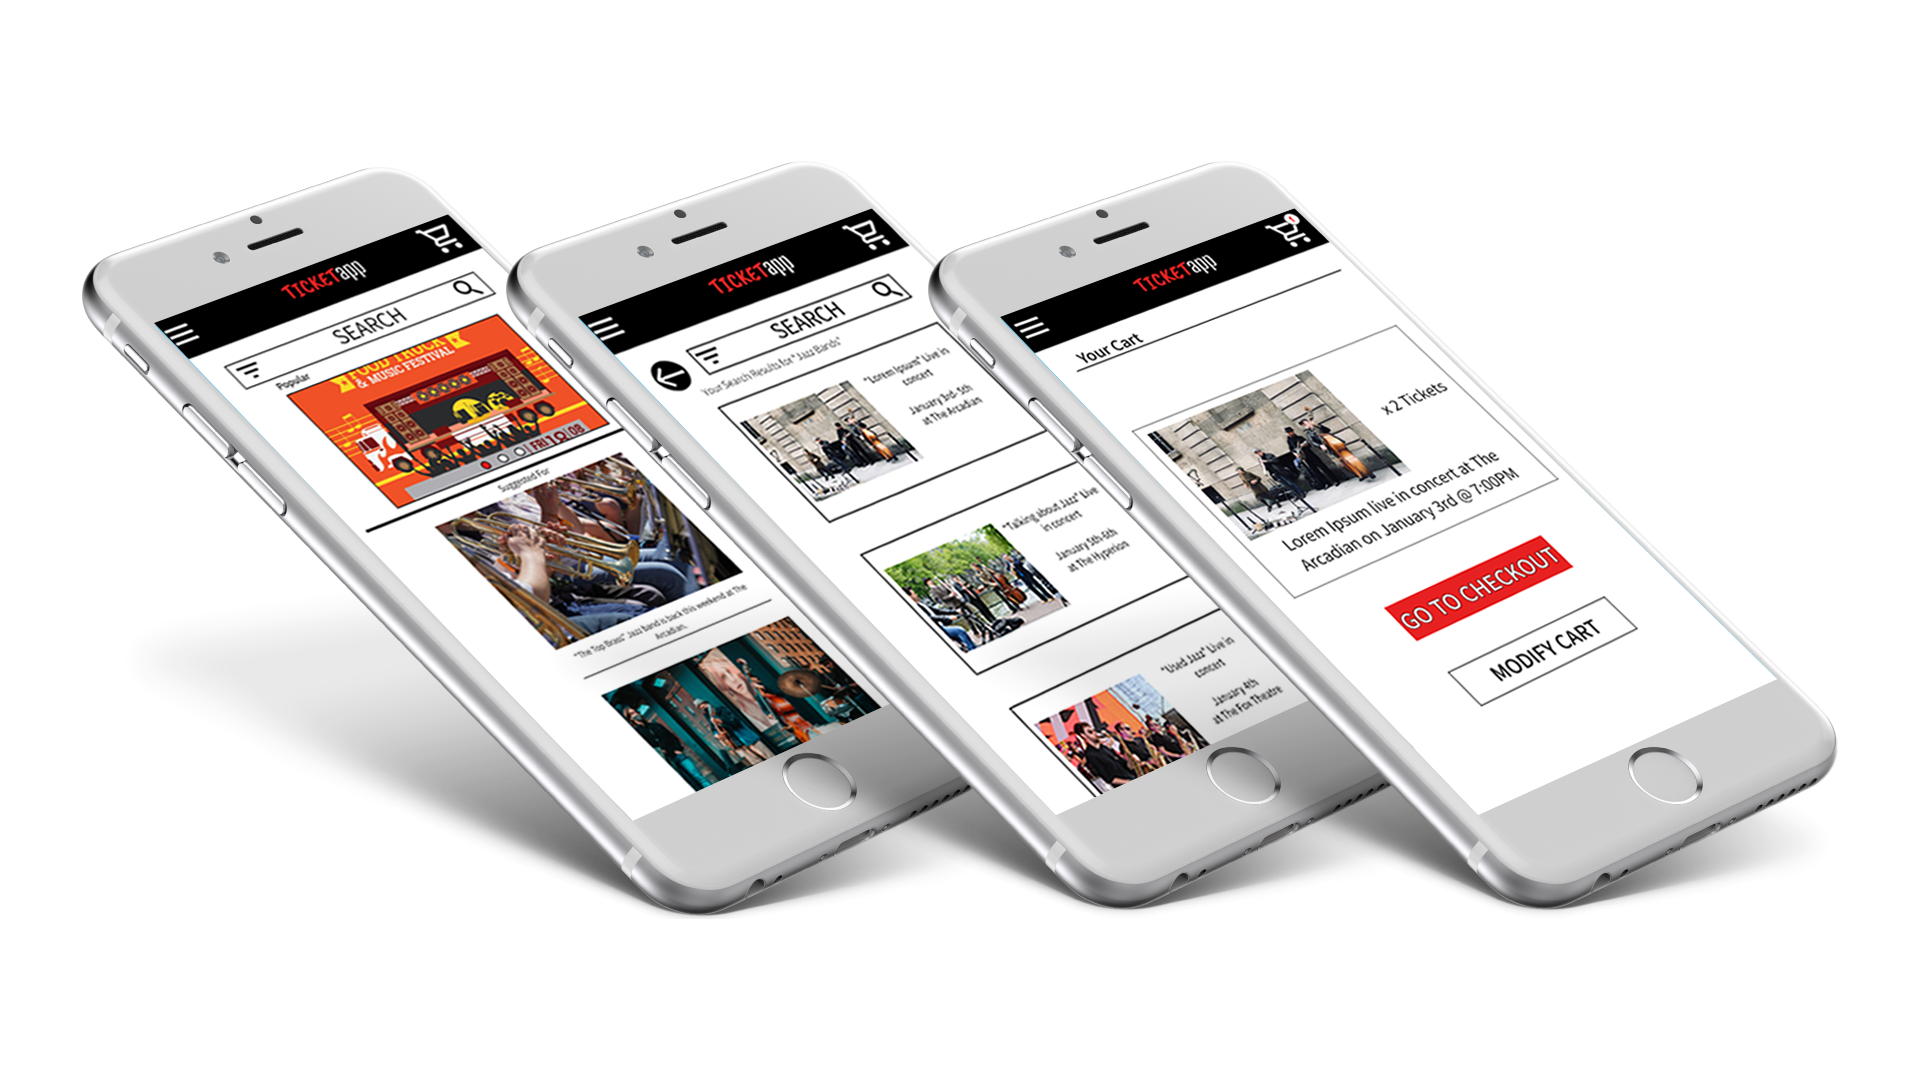 TICKETapp
SEARCH
Popular
FOOD TRUCK
& MUSIC FESTIVAL
FRI 18 08
Suggested For
"The Top Brass" Jazz band is back this weekend at The
Arcadian.
TICKETapp
SEARCH
Your Search Results for "Jazz Bands"
"Lorem Ipsum" Live in
concert
January 3rd-5th
at The Arcadian
"Talking about Jazz" Live
in concert
January 5th-6th
at The Hyperion
"Used Jazz" Live in
concert
January 4th
at The Fox Theatre
TICKETapp
Your Cart
x 2 Tickets
Lorem Ipsum live in concert at The
Arcadian on January 3rd @ 7:00PM
GO TO CHECKOUT
MODIFY CART